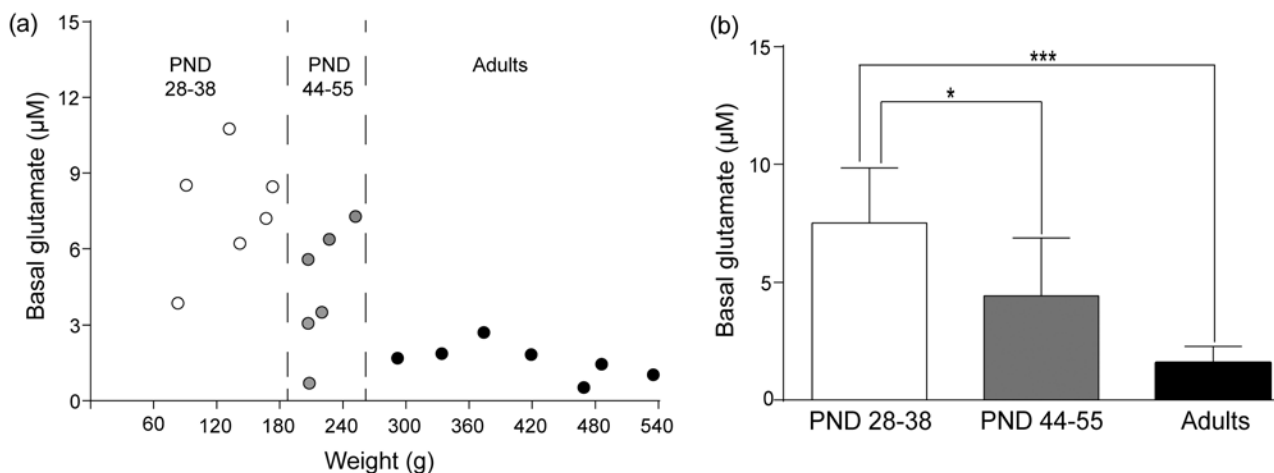 (a)
15
12
9
6
3
0
Basal glutamate (µM)
PND
28-38
PND
44-55
Adults
60 120 180 240 300 360 420 480 540
Weight (g)
(b)
15
10
5
0
Basal glutamate (µM)
***
*
PND 28-38 PND 44-55 Adults